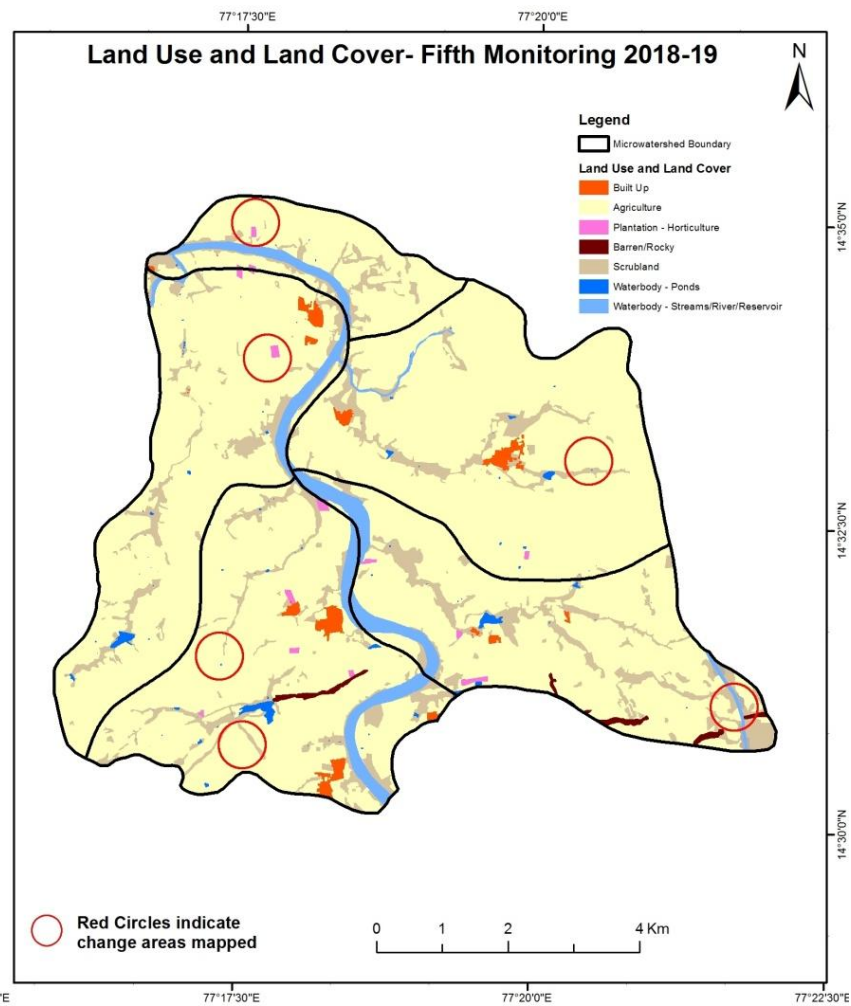 77°17'30"E
77°20'0"E
Land Use and Land Cover- Fifth Monitoring 2018-19
N
Legend
Microwatershed Boundary
Land Use and Land Cover
Built Up
Agriculture
Plantation - Horticulture
Barren/Rocky
Scrubland
Waterbody - Ponds
Waterbody - Streams/River/Reservoir
14°35'0"N
14°32'30"N
14°30'0"N
Red Circles indicate
change areas mapped
0 1 2 4 Km
0"E
77°17'30"E
77°20'0"E
77°22'30"E